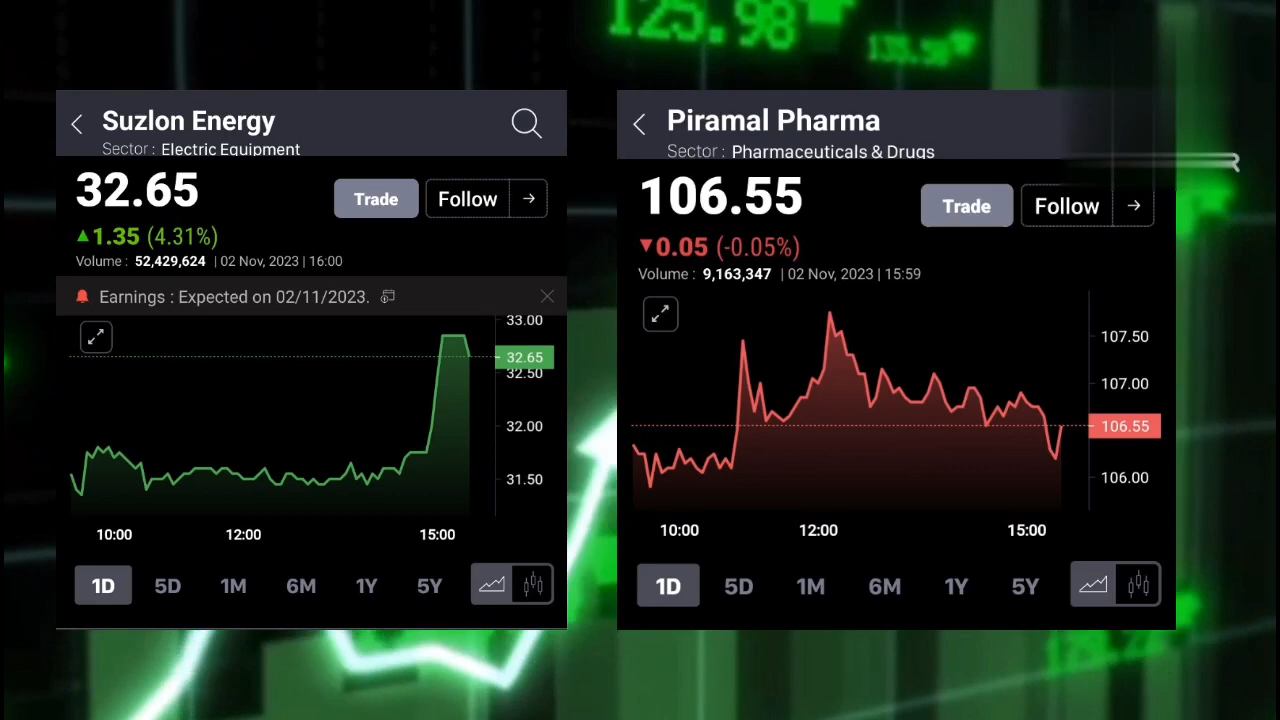 125.98
Suzlon Energy
Sector : Electric Equipment
32.65
Trade
Follow
1.35 (4.31%)
Volume : 52,429,624 | 02 Nov, 2023 | 16:00
Earnings : Expected on 02/11/2023.
33.00
32.65
32.50
32.00
31.50
10:00 12:00 15:00
1D 5D 1M 6M 1Y 5Y
Piramal Pharma
Sector : Pharmaceuticals & Drugs
106.55
Trade
Follow
0.05 (-0.05%)
Volume : 9,163,347 | 02 Nov, 2023 | 15:59
107.50
107.00
106.55
106.00
10:00 12:00 15:00
1D 5D 1M 6M 1Y 5Y